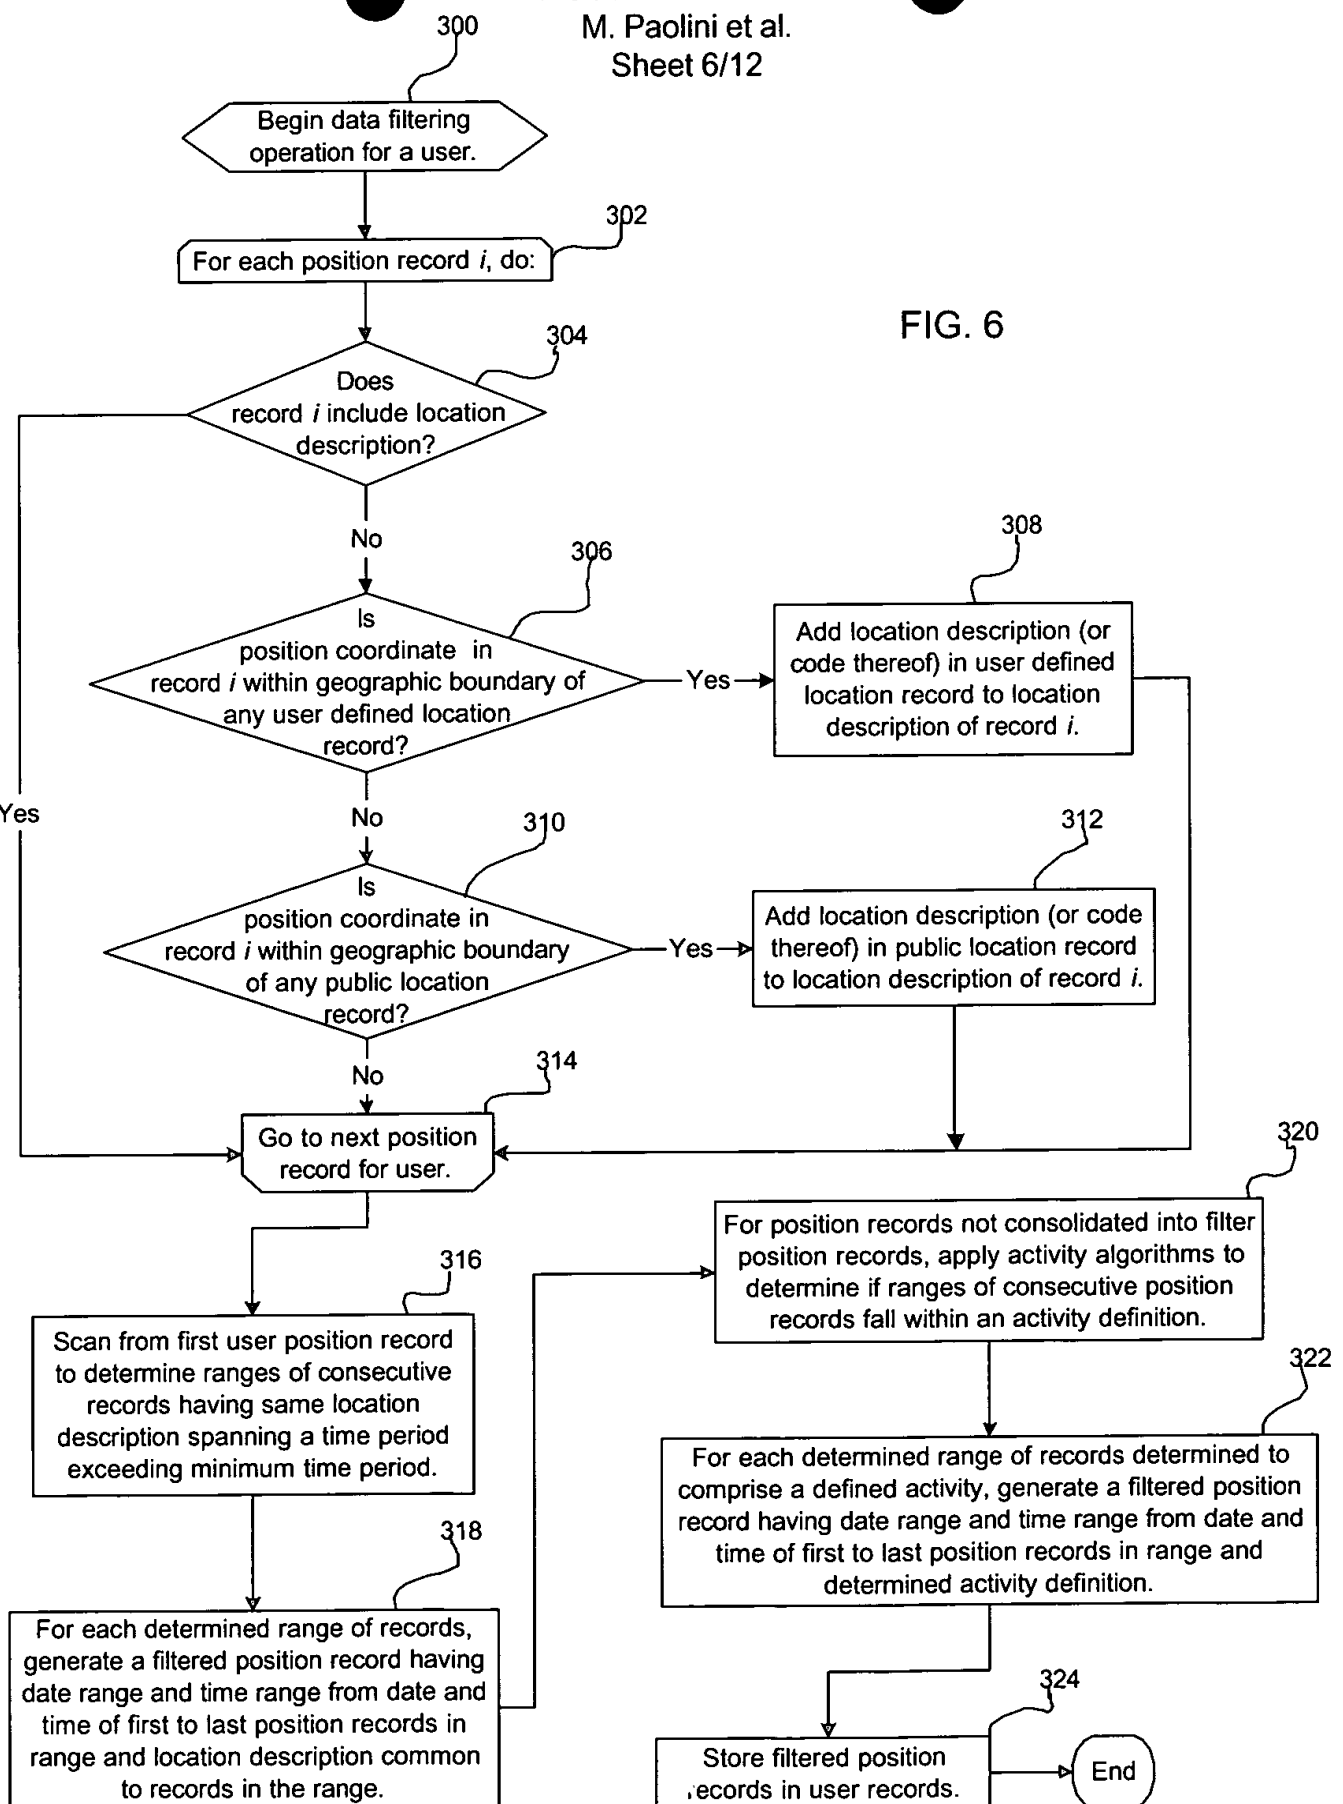 M. Paolini et al.
Sheet 6/12
300
Begin data filtering
operation for a user.
302
For each position record i, do:
FIG. 6
304
Does
record i include location
description?
Yes
No
306
Is
position coordinate in
record i within geographic boundary of
any user defined location
record?
Yes
308
Add location description (or
code thereof) in user defined
location record to location
description of record i.
No
310
Is
position coordinate in
record i within geographic boundary
of any public location
record?
Yes
312
Add location description (or code
thereof) in public location record
to location description of record i.
No
314
Go to next position
record for user.
316
Scan from first user position record
to determine ranges of consecutive
records having same location
description spanning a time period
exceeding minimum time period.
318
For each determined range of records,
generate a filtered position record having
date range and time range from date and
time of first to last position records in
range and location description common
to records in the range.
320
For position records not consolidated into filter
position records, apply activity algorithms to
determine if ranges of consecutive position
records fall within an activity definition.
322
For each determined range of records determined to
comprise a defined activity, generate a filtered position
record having date range and time range from date and
time of first to last position records in range and
determined activity definition.
324
Store filtered position
records in user records.
End